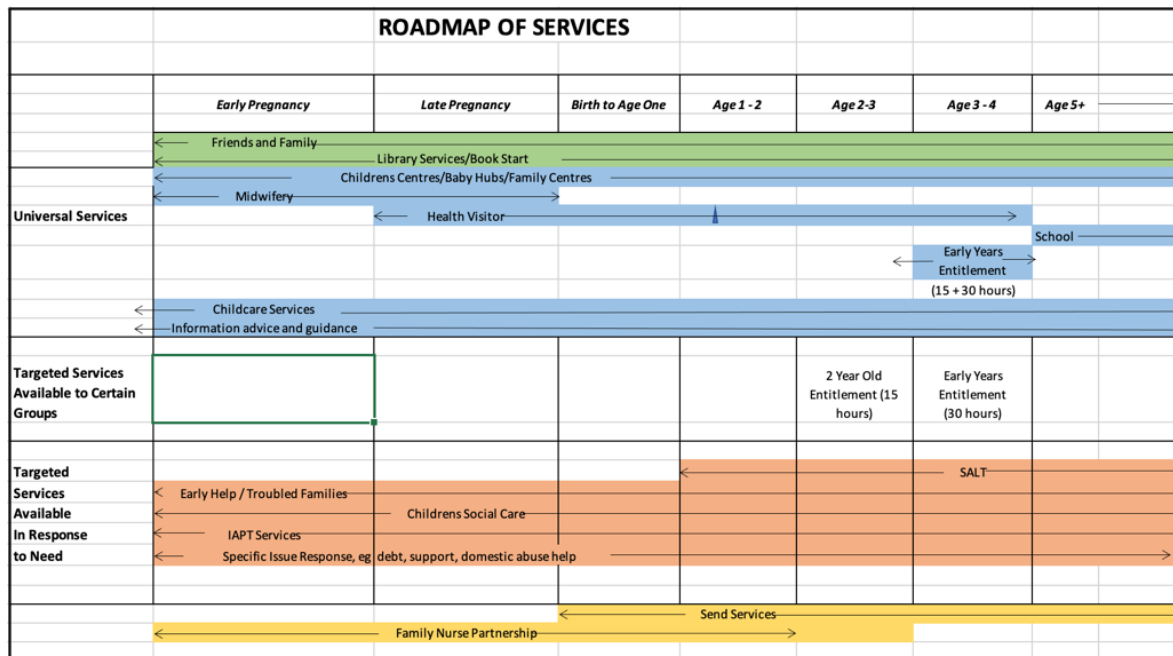 ROADMAP OF SERVICES
Early Pregnancy
Late Pregnancy
Birth to Age One
Age 1 - 2
Age 2-3
Age 3 - 4
Age 5+
Friends and Family
Library Services/Book Start
Childrens Centres/Baby Hubs/Family Centres
Midwifery
Universal Services
Health Visitor
School
Early Years
Entitlement
(15 + 30 hours)
Childcare Services
Information advice and guidance
Targeted Services
Available to Certain
Groups
2 Year Old
Entitlement (15
hours)
Early Years
Entitlement
(30 hours)
Targeted
Services
Available
In Response
to Need
SALT
Early Help / Troubled Families
Childrens Social Care
IAPT Services
Specific Issue Response, eg debt, support, domestic abuse help
Send Services
Family Nurse Partnership